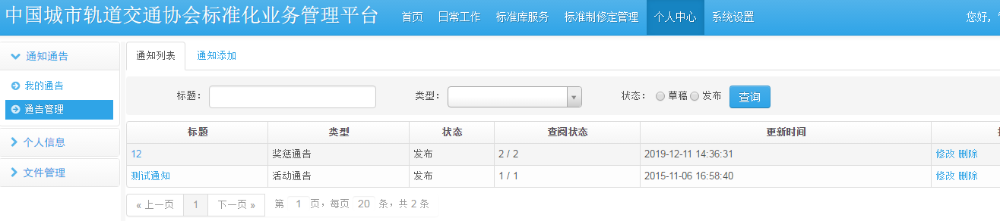 中国城市轨道交通协会标准化业务管理平台 首页 日常工作 标准库服务 标准制修定管理 个人中心 系统设置 您好，
通知通告
我的通告
通告管理
个人信息
文件管理
通知列表 通知添加
标题： 类型： 状态： 草稿 发布 查询
标题 类型 状态 查阅状态 更新时间
12 奖惩通告 发布 2 / 2 2019-12-11 14:36:31 修改 删除
测试通知 活动通告 发布 1 / 1 2015-11-06 16:58:40 修改 删除
« 上一页 1 下一页 » 第 1 页，每页 20 条，共 2 条